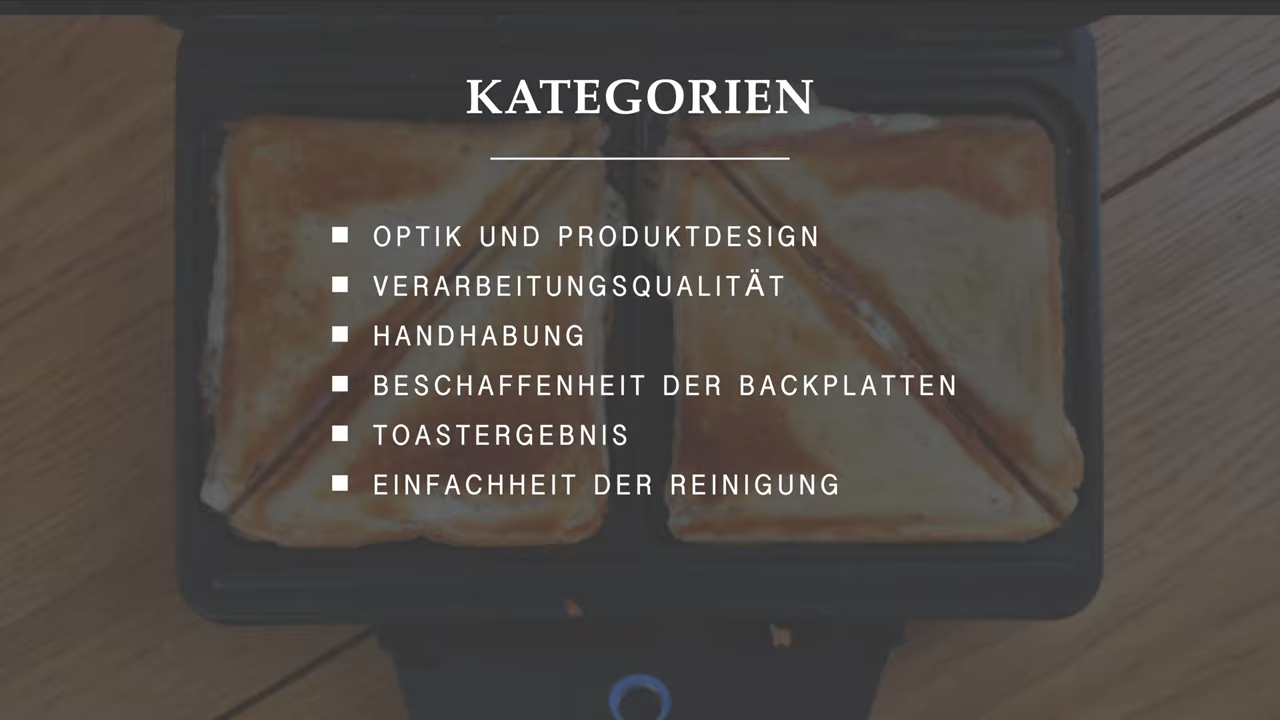 KATEGORIEN
OPTIK UND PRODUKTDESIGN
VERARBEITUNGSQUALITÄT
HANDHABUNG
BESCHAFFENHEIT DER BACKPLATTEN
TOASTERGEBNIS
EINFACHHEIT DER REINIGUNG